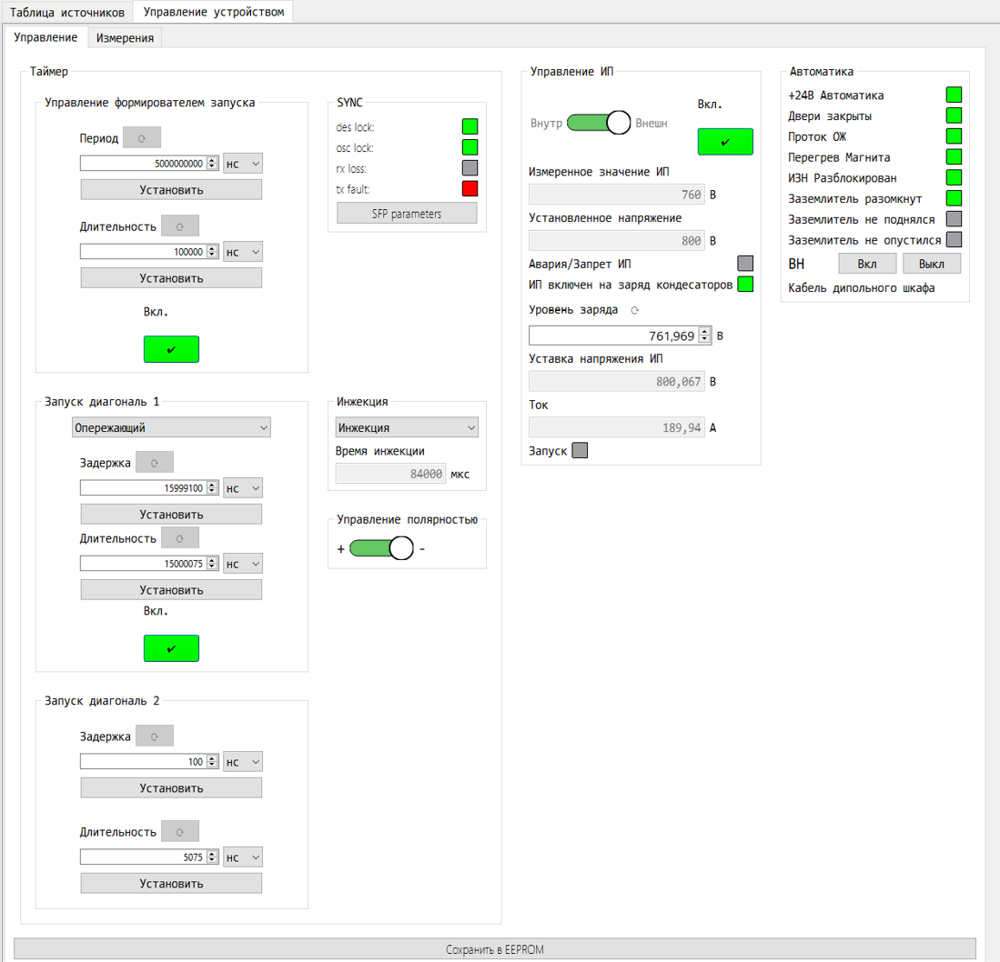 Таблица источников
Управление устройством
Управление
Измерения
Таймер
Управление формирователем запуска
Период
5000000000 нс
Установить
Длительность
100000 нс
Установить
Вкл.
✔
SYNC
des lock:
osc lock:
rx loss:
tx fault:
SFP parameters
Запуск диагональ 1
Опережающий
Задержка
15999100 нс
Установить
Длительность
15000075 нс
Установить
Вкл.
✔
Инжекция
Инжекция
Время инжекции
84000 мкс
Управление полярностью
+ -
Запуск диагональ 2
Задержка
100 нс
Установить
Длительность
5075 нс
Установить
Управление ИП
Внутр Внешн
Вкл.
✔
Измеренное значение ИП
760 В
Установленное напряжение
800 В
Авария/Запрет ИП
ИП включен на заряд кондесаторов
Уровень заряда
761,969 В
Уставка напряжения ИП
800,067 В
Ток
189,94 А
Запуск
Автоматика
+24В Автоматика
Двери закрыты
Проток ОЖ
Перегрев Магнита
ИЗН Разблокирован
Заземлитель разомкнут
Заземлитель не поднялся
Заземлитель не опустился
ВН Вкл Выкл
Кабель дипольного шкафа
Сохранить в EEPROM